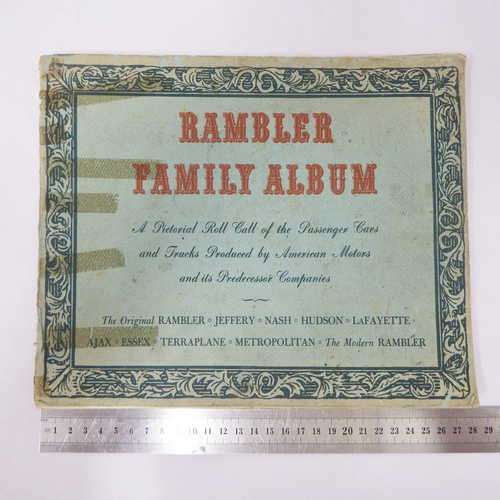 RAMBLER
FAMILY ALBUM
A Pictorial Roll Call of the Passenger Cars
and Trucks Produced by American Motors
and its Predecessor Companies
The Original RAMBLER * JEFFERY * NASH * HUDSON * LAFAYETTE *
AJAX * ESSEX * TERRAPLANE * METROPOLITAN * The Modern RAMBLER
1 2 3 4 5 6 7 8 9 10 11 12 13 14 15 16 17 18 19 20 21 22 23 24 25 26 27 28 29